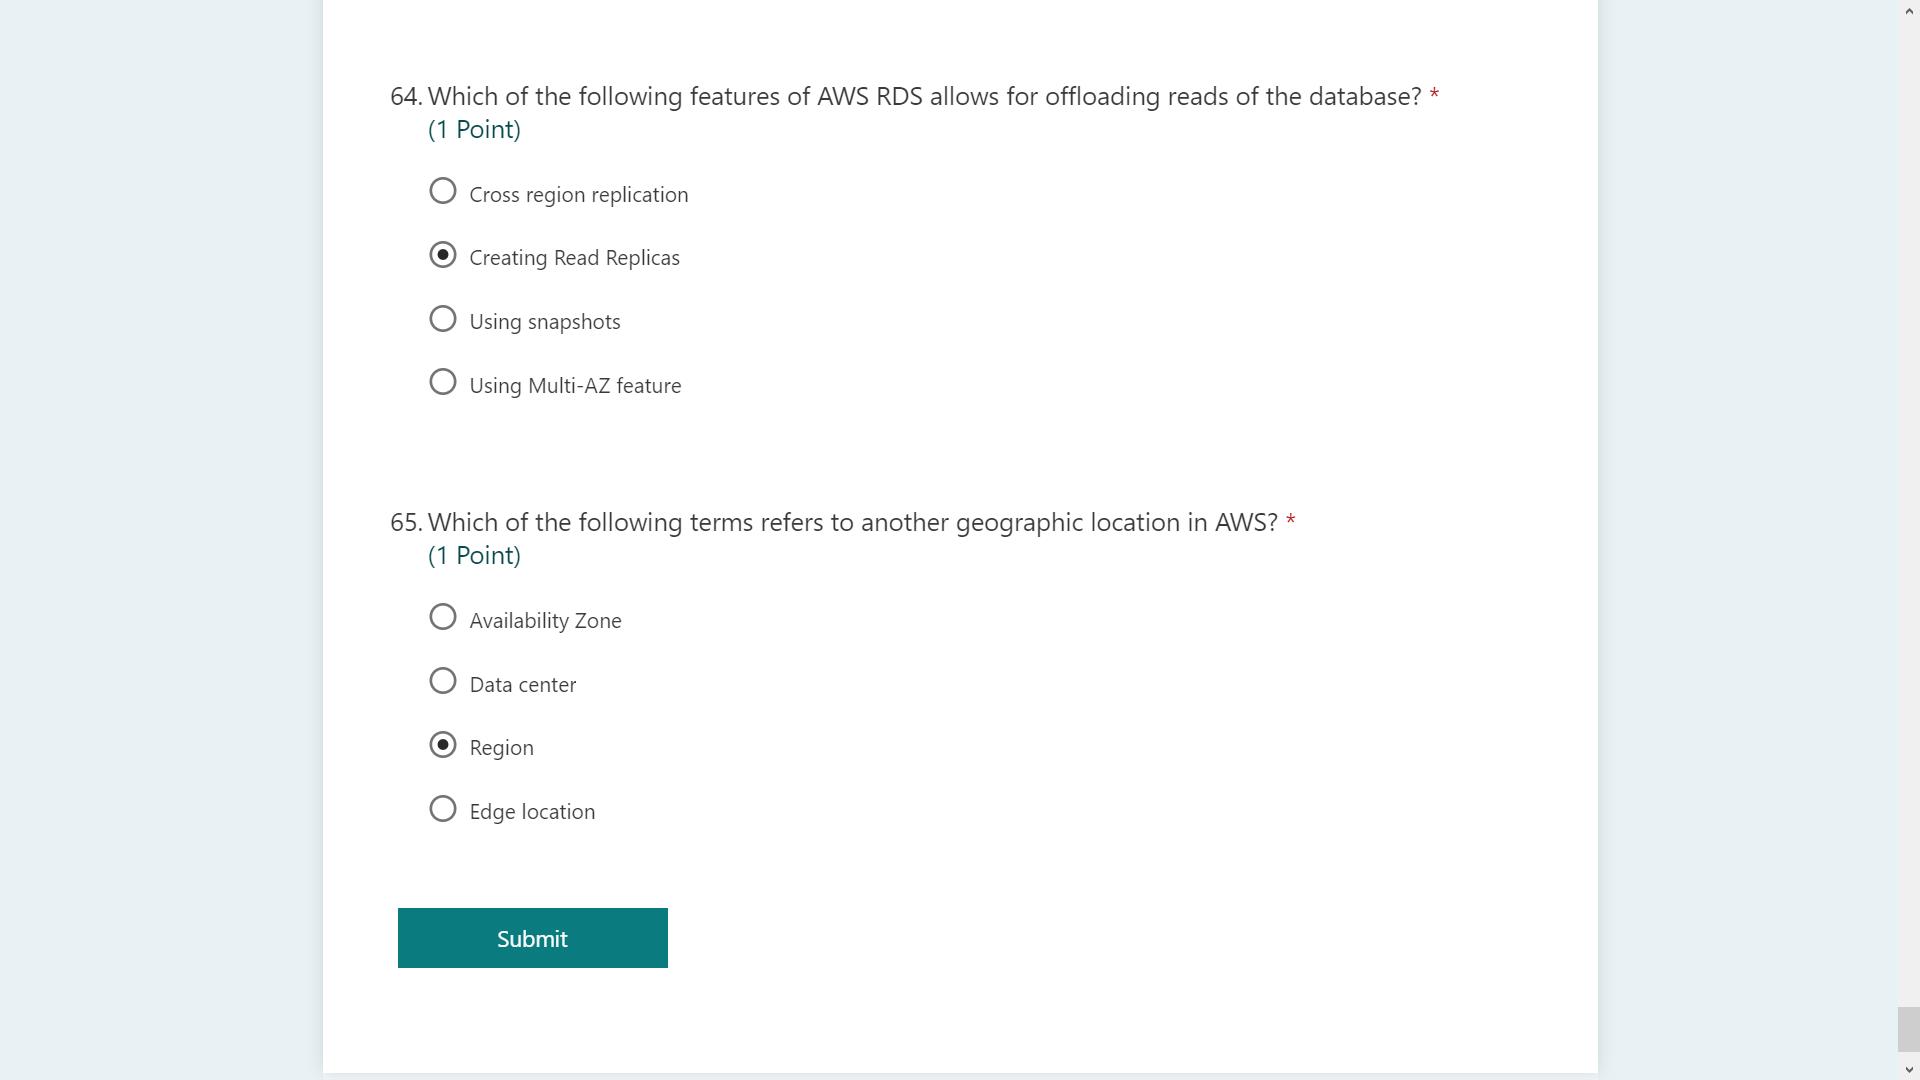 64. Which of the following features of AWS RDS allows for offloading reads of the database? *
(1 Point)
Cross region replication
Creating Read Replicas
Using snapshots
Using Multi-AZ feature
65. Which of the following terms refers to another geographic location in AWS? *
(1 Point)
Availability Zone
Data center
Region
Edge location
Submit